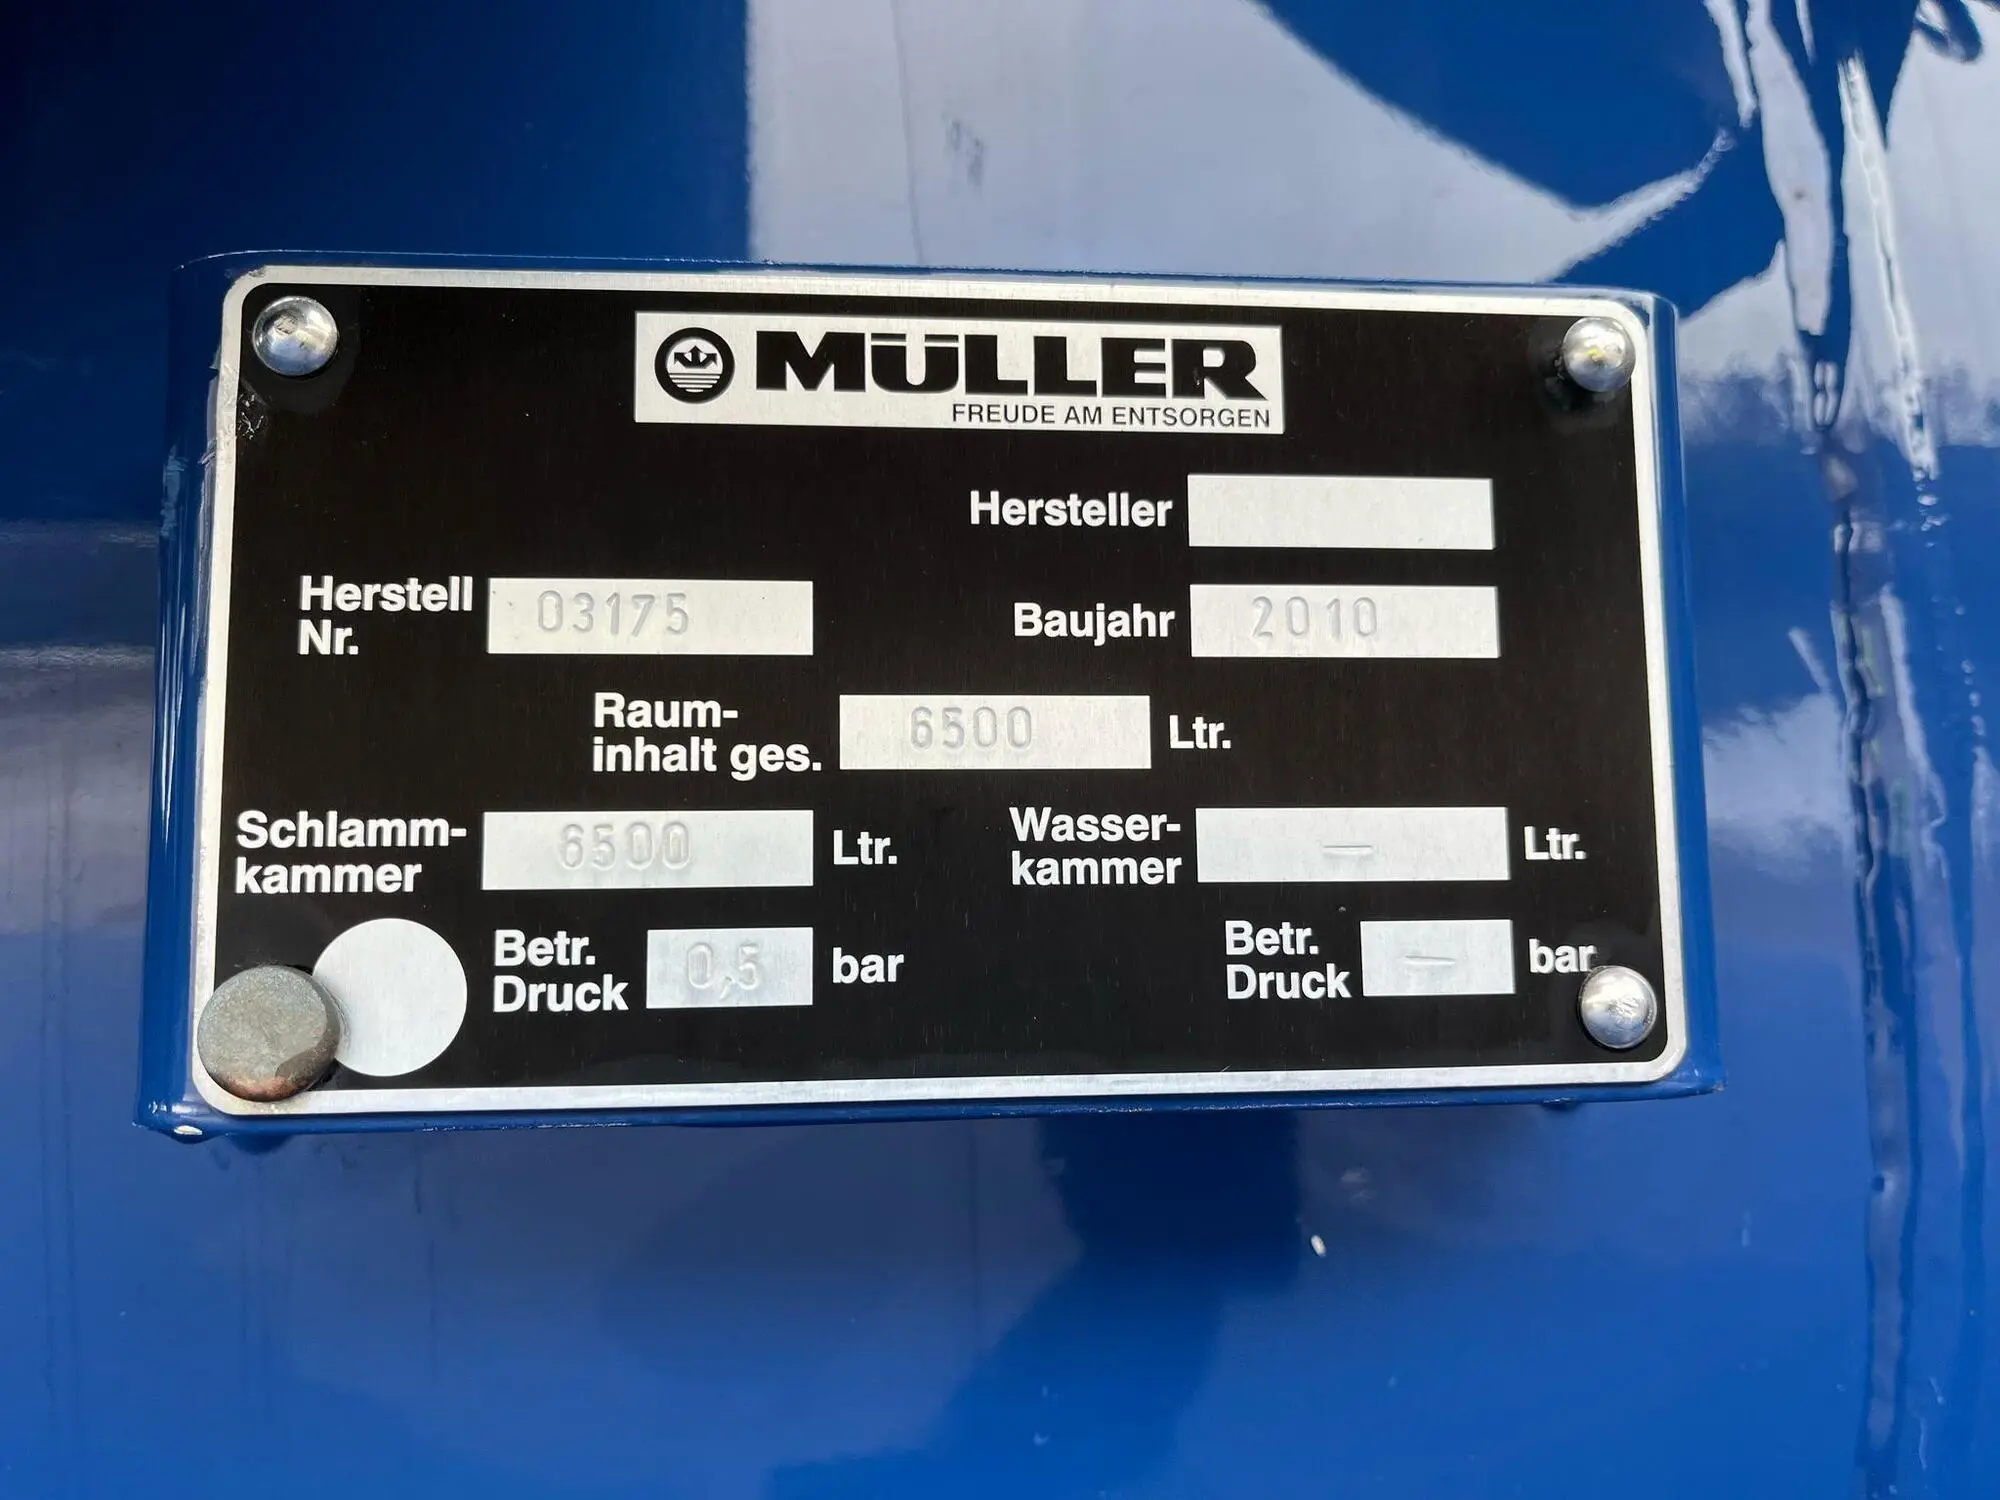 MÜLLER
FREUDE AM ENTSORGEN
Hersteller
Herstell Nr. 03175
Baujahr 2010
Raum-
inhalt ges. 6500 Ltr.
Schlamm-
kammer 6500 Ltr.
Wasser-
kammer — Ltr.
Betr.
Druck 0,5 bar
Betr.
Druck — bar